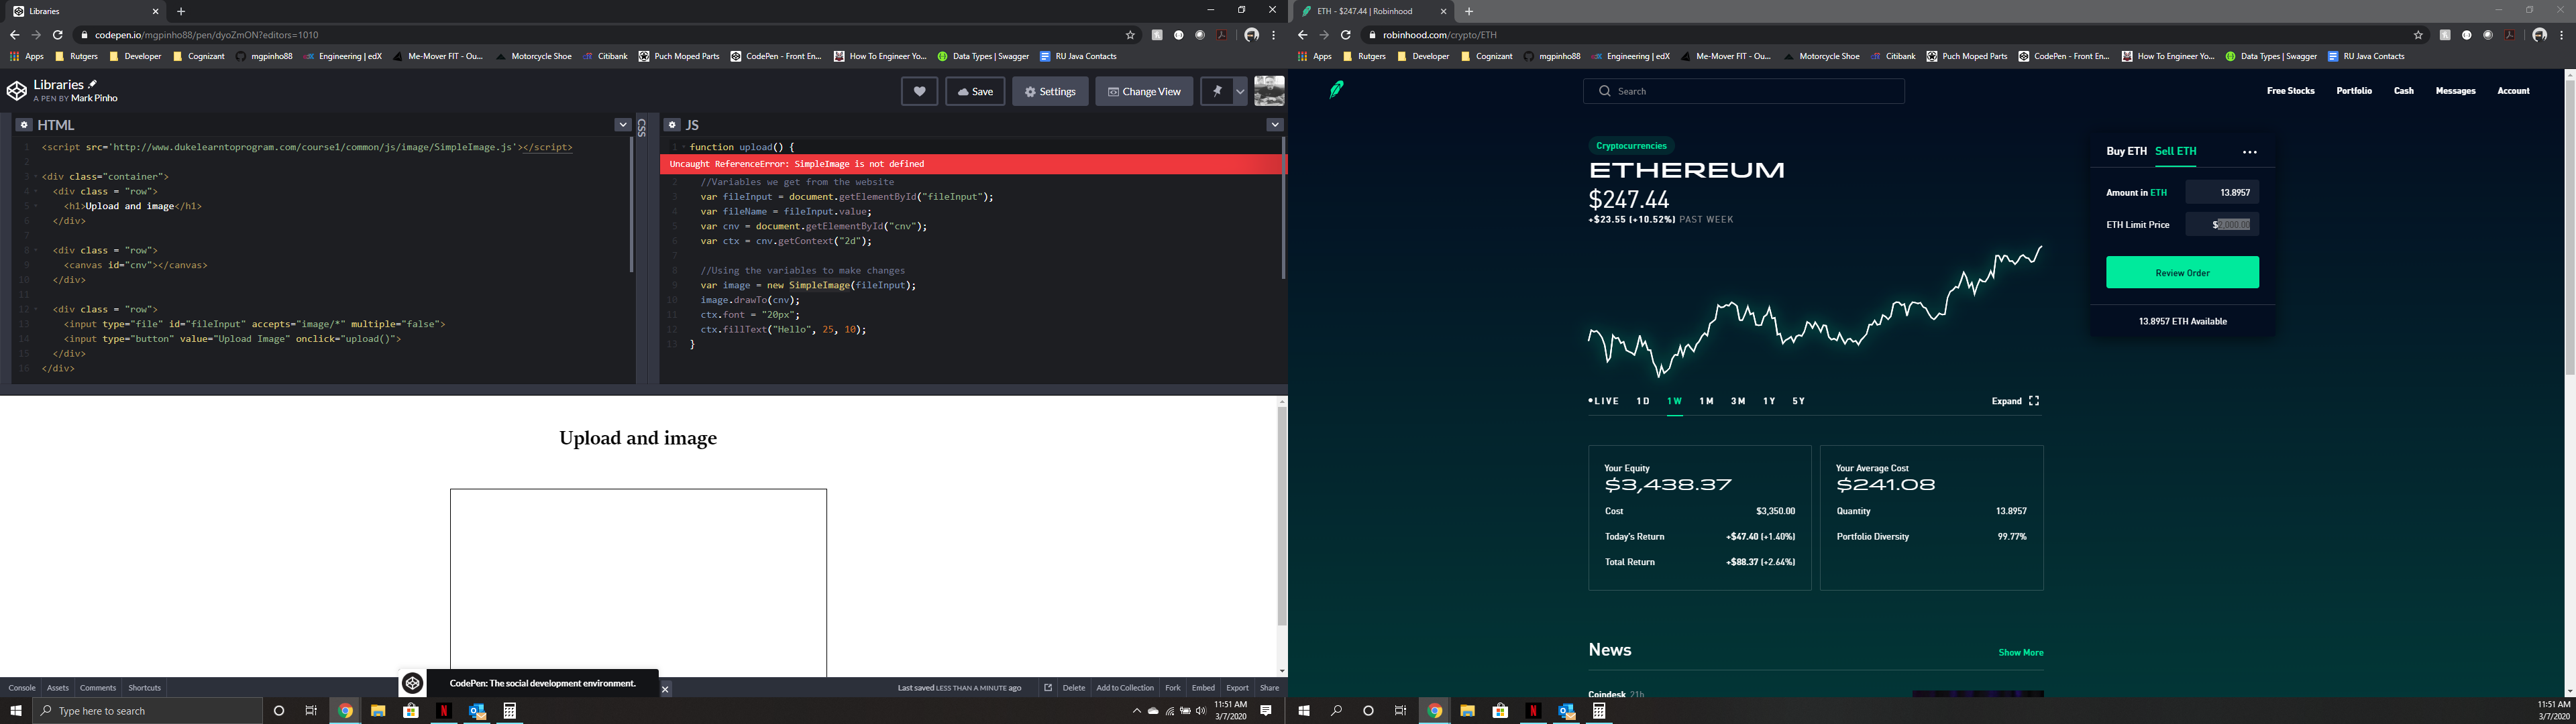 Libraries
codepen.io/mgpinho88/pen/dyoZmON?editors=1010
Apps Rutgers Developer Cognizant mgpinho88 Engineering | edX Me-Mover FIT - Ou... Motorcycle Shoe Citibank Puch Moped Parts CodePen - Front En... How To Engineer Yo... Data Types | Swagger RU Java Contacts
Libraries
A PEN BY Mark Pinho
Save Settings Change View
HTML
1 <script src='http://www.dukelearntoprogram.com/course1/common/js/image/SimpleImage.js'></script>
2
3 <div class="container">
4 <div class = "row">
5 <h1>Upload and image</h1>
6 </div>
7
8 <div class = "row">
9 <canvas id="cnv"></canvas>
10 </div>
11
12 <div class = "row">
13 <input type="file" id="fileInput" accepts="image/*" multiple="false">
14 <input type="button" value="Upload Image" onclick="upload()">
15 </div>
16 </div>
CSS
JS
1 function upload() {
Uncaught ReferenceError: SimpleImage is not defined
2 //Variables we get from the website
3 var fileInput = document.getElementById("fileInput");
4 var fileName = fileInput.value;
5 var cnv = document.getElementById("cnv");
6 var ctx = cnv.getContext("2d");
7
8 //Using the variables to make changes
9 var image = new SimpleImage(fileInput);
10 image.drawTo(cnv);
11 ctx.font = "20px";
12 ctx.fillText("Hello", 25, 10);
13 }
Upload and image
CodePen: The social development environment.
Console Assets Comments Shortcuts
Last saved LESS THAN A MINUTE ago Delete Add to Collection Fork Embed Export Share
Type here to search
11:51 AM
3/7/2020
ETH - $247.44 | Robinhood
robinhood.com/crypto/ETH
Apps Rutgers Developer Cognizant mgpinho88 Engineering | edX Me-Mover FIT - Ou... Motorcycle Shoe Citibank Puch Moped Parts CodePen - Front En... How To Engineer Yo... Data Types | Swagger RU Java Contacts
Search
Free Stocks Portfolio Cash Messages Account
Cryptocurrencies
ETHEREUM
$247.44
+$23.55 (+10.52%) PAST WEEK
LIVE 1D 1W 1M 3M 1Y 5Y
Expand
Buy ETH Sell ETH
Amount in ETH 13.8957
ETH Limit Price
Review Order
13.8957 ETH Available
Your Equity
$3,438.37
Cost $3,350.00
Today's Return +$47.40 (+1.40%)
Total Return +$88.37 (+2.64%)
Your Average Cost
$241.08
Quantity 13.8957
Portfolio Diversity 99.77%
News
Show More
Coindesk 21h
11:51 AM
3/7/2020